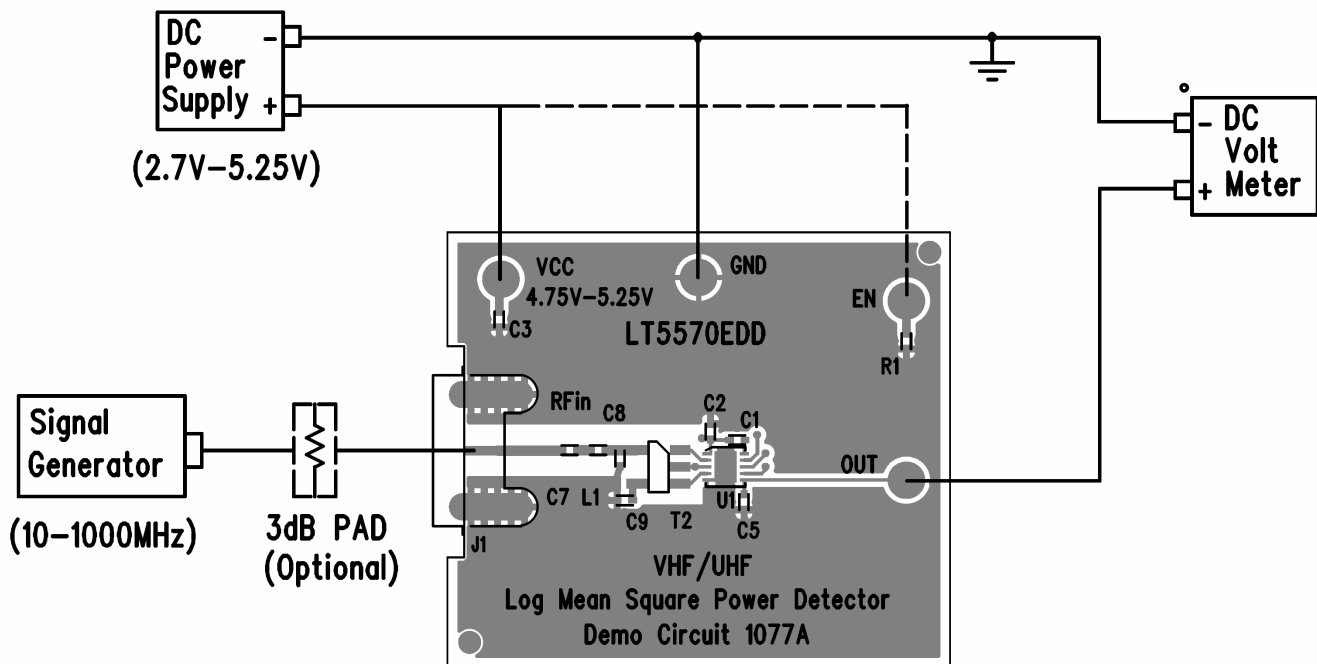 DC -
Power
Supply +
(2.7V-5.25V)
- DC
Volt
+ Meter
VCC
4.75V-5.25V
C3
GND
EN
R1
LT5570EDD
Signal
Generator
(10-1000MHz)
3dB PAD
(Optional)
RFin
C8
C2
C1
OUT
C7
L1
C9
T2
U1
C5
J1
VHF/UHF
Log Mean Square Power Detector
Demo Circuit 1077A